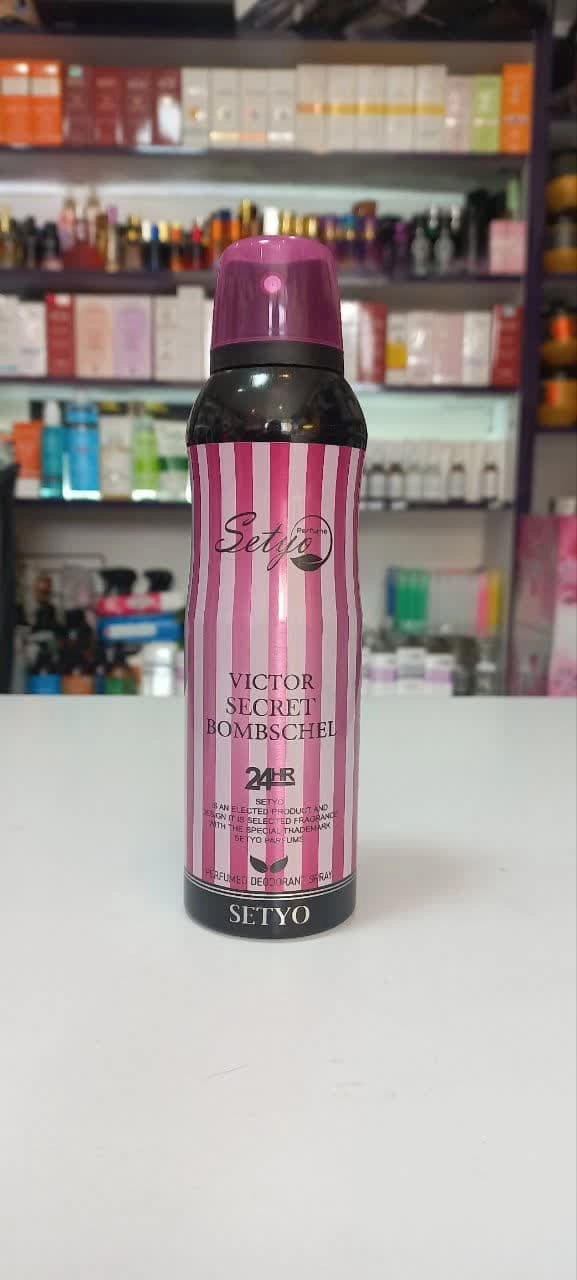 Setyo
Perfume
VICTOR
SECRET
BOMBSCHEL
24HR
SETYO
IS AN ELECTED PRODUCT AND
DESIGN IT IS SELECTED FRAGRANCE
WITH THE SPECIAL THADEMARK
SETYO PARFUMS
PERFUMED DEODORANT SPRAY
SETYO